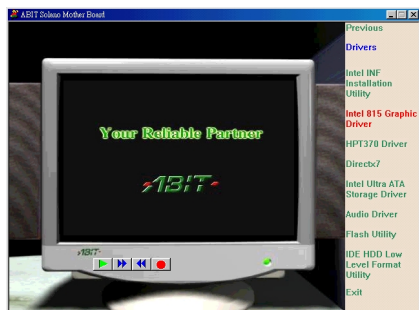 ABIT Solano Mother Board
Previous
Drivers
Intel INF
Installation
Utility
Intel 815 Graphic
Driver
HPT370 Driver
Directx7
Intel Ultra ATA
Storage Driver
Audio Driver
Flash Utility
IDE HDD Low
Level Format
Utility
Exit
Your Reliable Partner
ABIT
ABIT